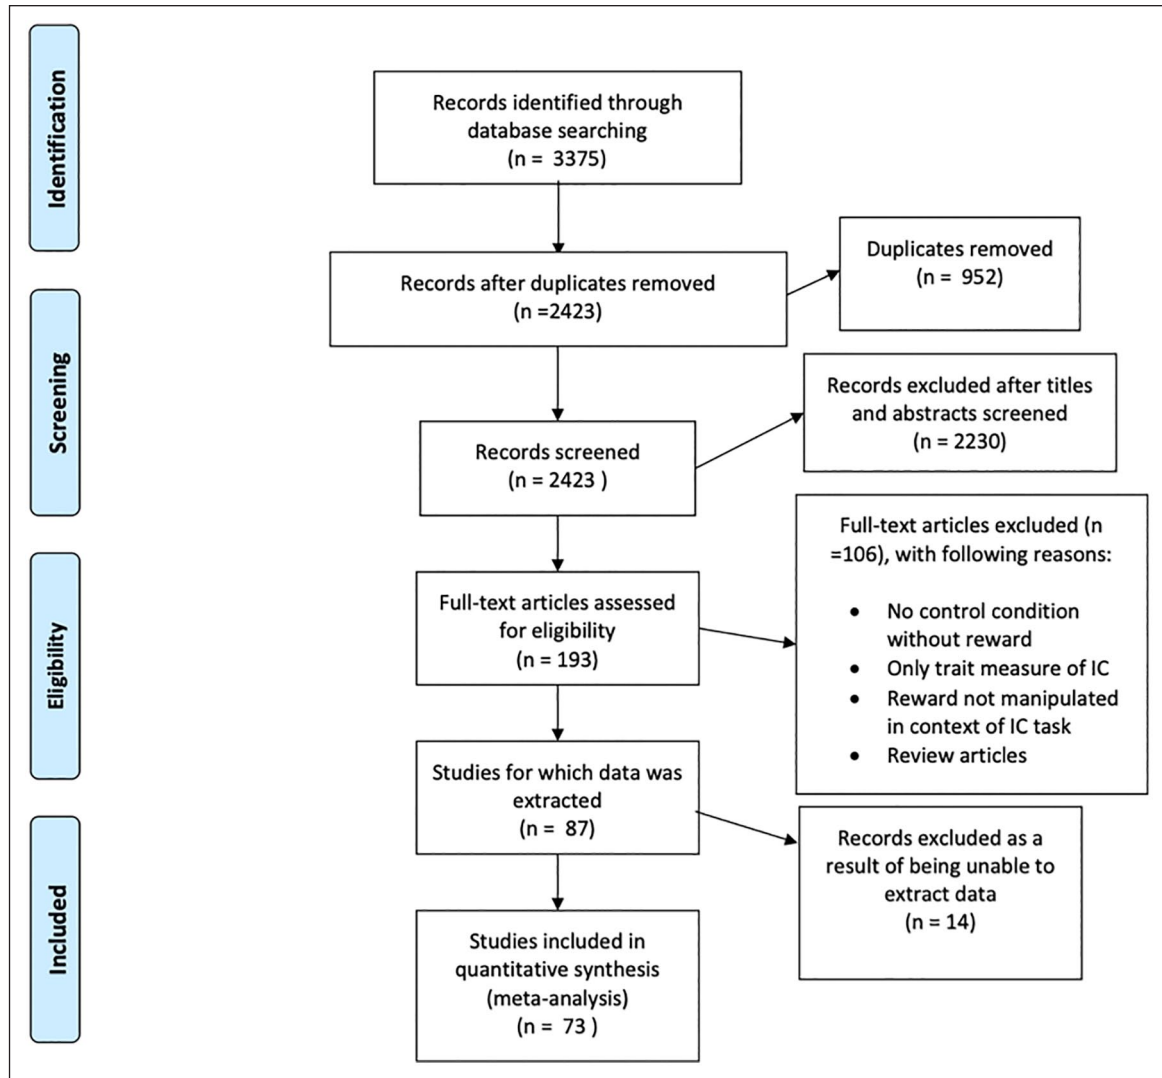 Identification
Records identified through
database searching
(n = 3375)
Records after duplicates removed
(n =2423)
Duplicates removed
(n = 952)
Screening
Records screened
(n = 2423 )
Records excluded after titles
and abstracts screened
(n = 2230)
Eligibility
Full-text articles assessed
for eligibility
(n = 193)
Full-text articles excluded (n
=106), with following reasons:
• No control condition
without reward
• Only trait measure of IC
• Reward not manipulated
in context of IC task
• Review articles
Studies for which data was
extracted
(n = 87)
Records excluded as a
result of being unable to
extract data
(n = 14)
Included
Studies included in
quantitative synthesis
(meta-analysis)
(n = 73 )